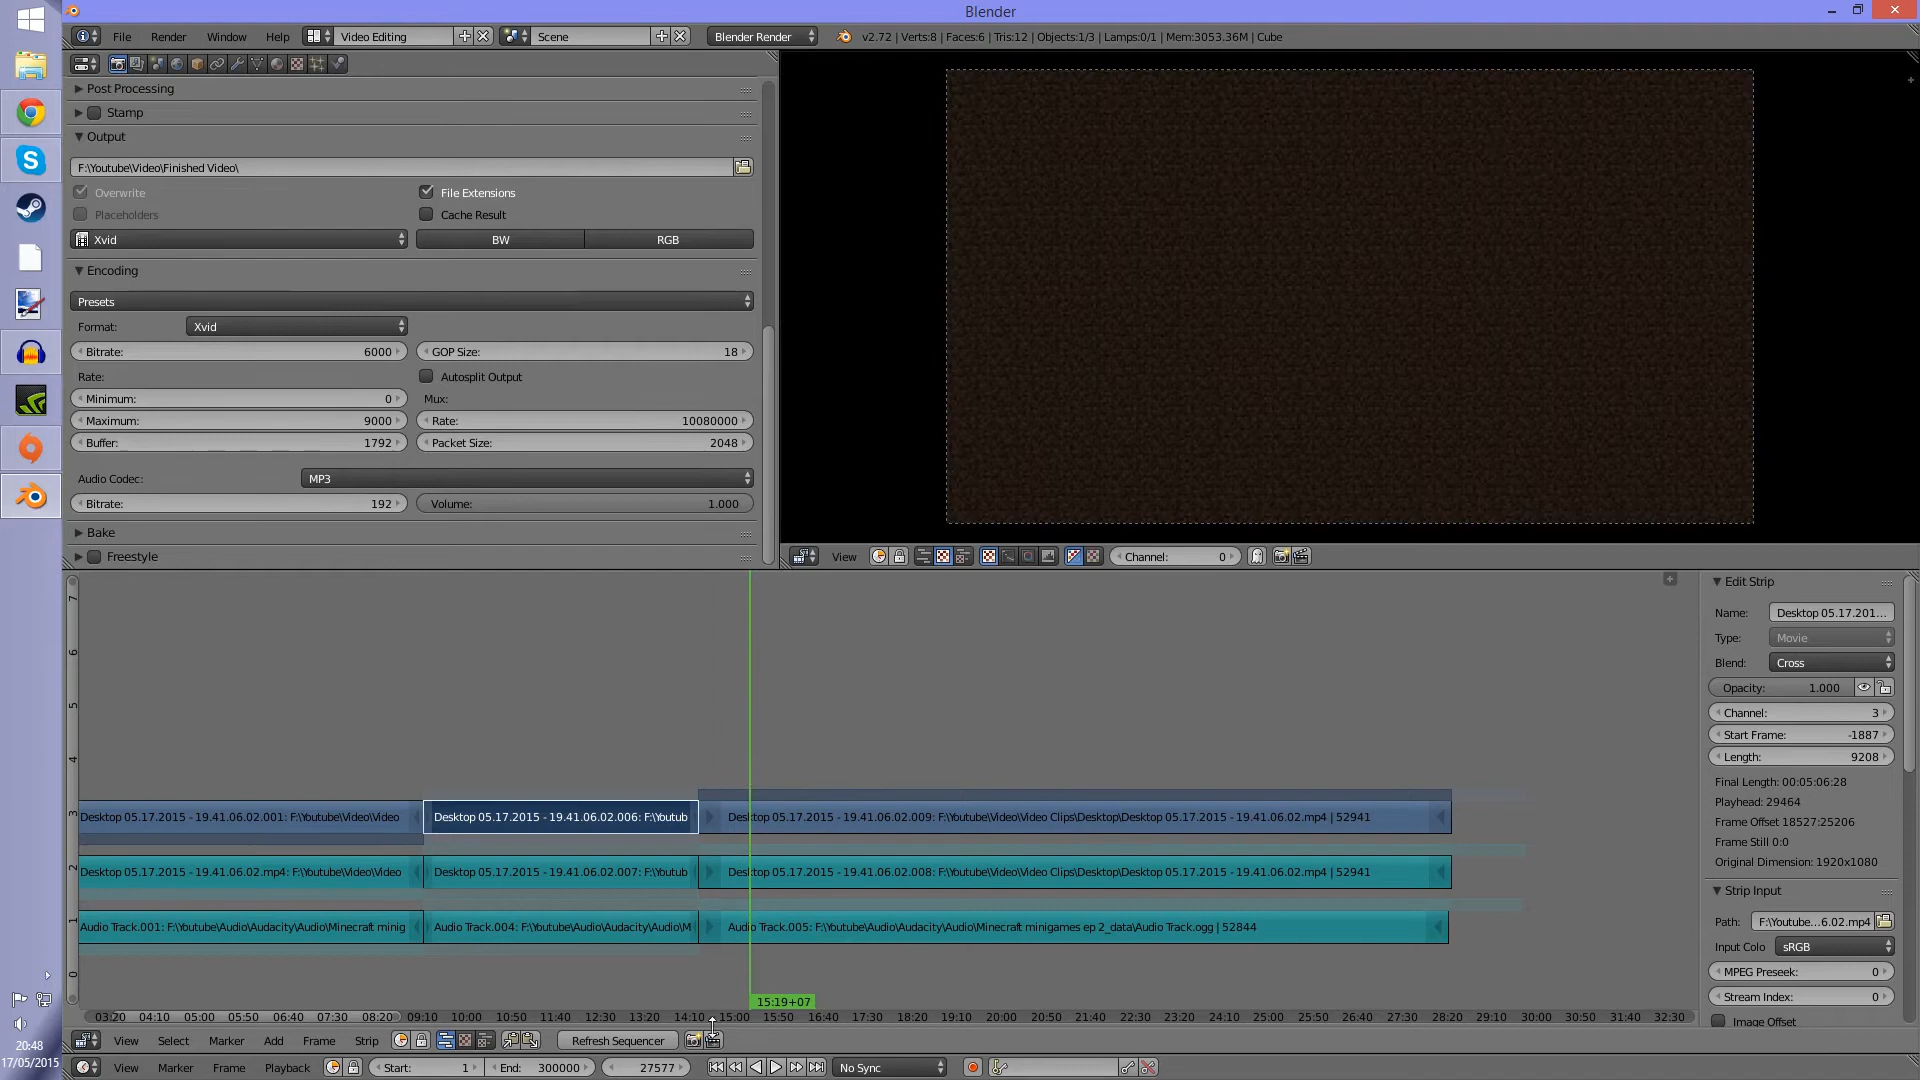 Blender
File Render Window Help Video Editing Scene Blender Render v2.72 | Verts:8 | Faces:6 | Tris:12 | Objects:1/3 | Lamps:0/1 | Mem:3053.36M | Cube
Post Processing
Stamp
Output
F:\Youtube\Video\Finished Video\
Overwrite File Extensions
Placeholders Cache Result
Xvid BW RGB
Encoding
Presets
Format: Xvid
Bitrate: 6000 GOP Size: 18
Rate: Autosplit Output
Minimum: 0 Mux:
Maximum: 9000 Rate: 10080000
Buffer: 1792 Packet Size: 2048
Audio Codec: MP3
Bitrate: 192 Volume: 1.000
Bake
Freestyle
View Channel: 0
7
6
5
4
3
2
1
0
Desktop 05.17.2015 - 19.41.06.02.001: F:\Youtube\Video\Video
Desktop 05.17.2015 - 19.41.06.02.006: F:\Youtub
Desktop 05.17.2015 - 19.41.06.02.009: F:\Youtube\Video\Video Clips\Desktop\Desktop 05.17.2015 - 19.41.06.02.mp4 | 52941
Desktop 05.17.2015 - 19.41.06.02.mp4: F:\Youtube\Video\Video
Desktop 05.17.2015 - 19.41.06.02.007: F:\Youtub
Desktop 05.17.2015 - 19.41.06.02.008: F:\Youtube\Video\Video Clips\Desktop\Desktop 05.17.2015 - 19.41.06.02.mp4 | 52941
Audio Track.001: F:\Youtube\Audio\Audacity\Audio\Minecraft minig
Audio Track.004: F:\Youtube\Audio\Audacity\Audio\M
Audio Track.005: F:\Youtube\Audio\Audacity\Audio\Minecraft minigames ep 2_data\Audio Track.ogg | 52844
15:19+07
03:20 04:10 05:00 05:50 06:40 07:30 08:20 09:10 10:00 10:50 11:40 12:30 13:20 14:10 15:00 15:50 16:40 17:30 18:20 19:10 20:00 20:50 21:40 22:30 23:20 24:10 25:00 25:50 26:40 27:30 28:20 29:10 30:00 30:50 31:40 32:30
View Select Marker Add Frame Strip Refresh Sequencer
View Marker Frame Playback Start: 1 End: 300000 27577 No Sync
Edit Strip
Name: Desktop 05.17.201...
Type: Movie
Blend: Cross
Opacity: 1.000
Channel: 3
Start Frame: -1887
Length: 9208
Final Length: 00:05:06:28
Playhead: 29464
Frame Offset 18527:25206
Frame Still 0:0
Original Dimension: 1920x1080
Strip Input
Path: F:\Youtube...6.02.mp4
Input Colo sRGB
MPEG Preseek: 0
Stream Index: 0
Image Offset
20:48
17/05/2015